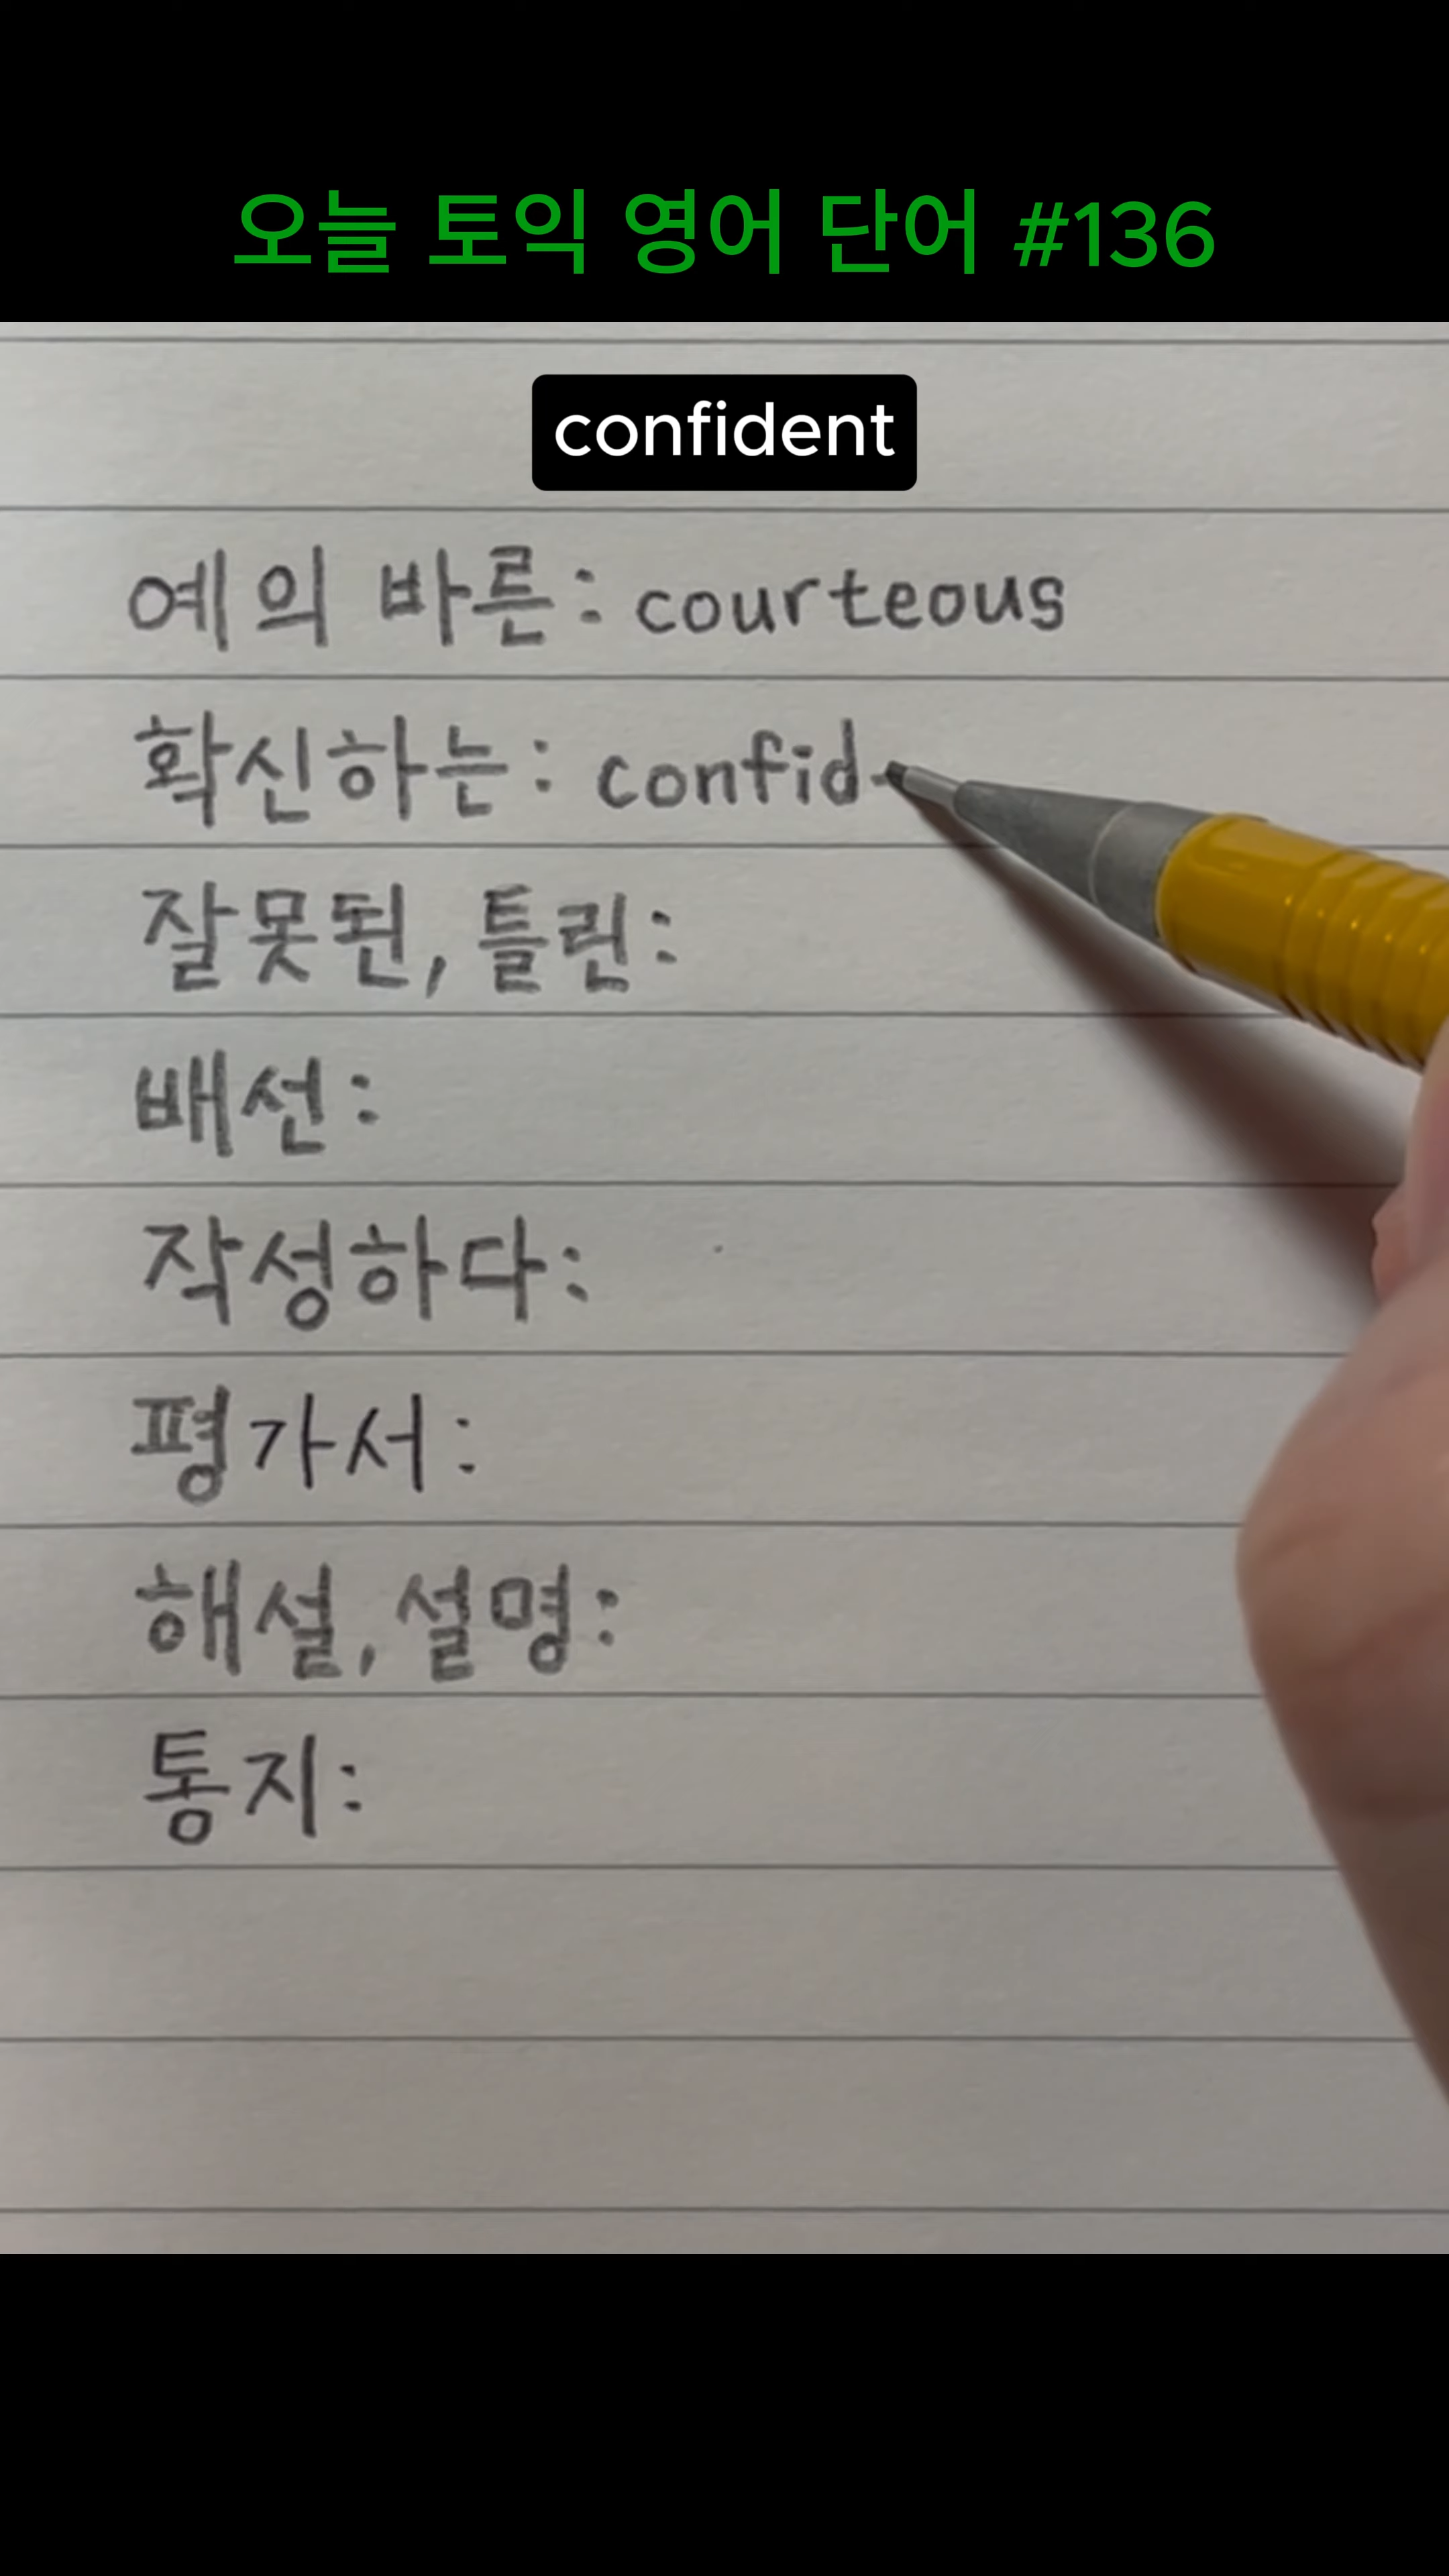 오늘 토익 영어 단어 #136
confident
예의 바른: courteous
확신하는: confid
잘못된, 틀린:
배선:
작성하다:
평가서:
해설, 설명:
통지: